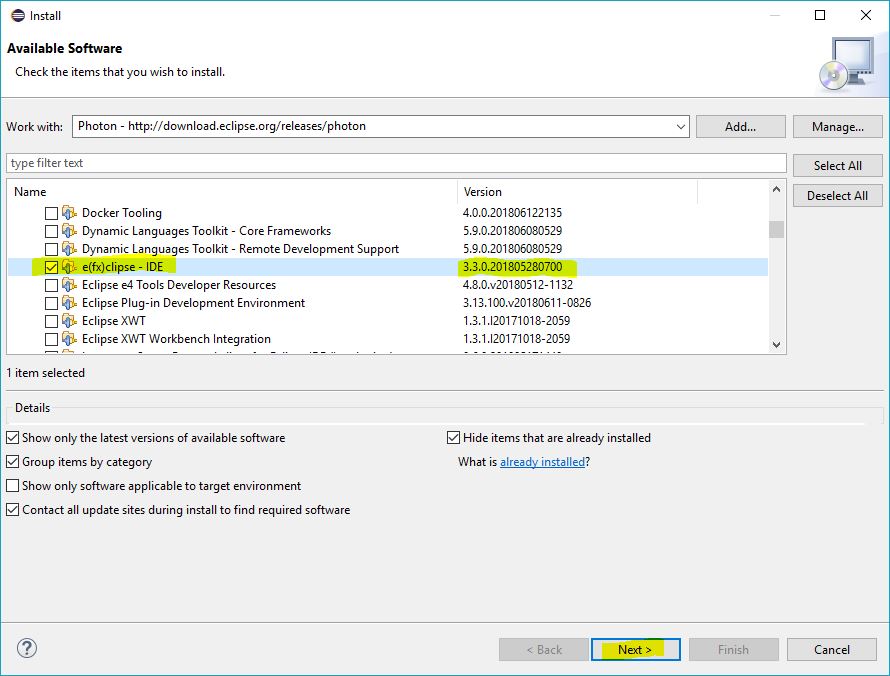 Install
Available Software
Check the items that you wish to install.
Work with: Photon - http://download.eclipse.org/releases/photon Add... Manage...
type filter text Select All
Deselect All
Name Version
Docker Tooling 4.0.0.201806122135
Dynamic Languages Toolkit - Core Frameworks 5.9.0.201806080529
Dynamic Languages Toolkit - Remote Development Support 5.9.0.201806080529
e(fx)clipse - IDE 3.3.0.201805280700
Eclipse e4 Tools Developer Resources 4.8.0.v20180512-1132
Eclipse Plug-in Development Environment 3.13.100.v20180611-0826
Eclipse XWT 1.3.1.I20171018-2059
Eclipse XWT Workbench Integration 1.3.1.I20171018-2059
1 item selected
Details
Show only the latest versions of available software Hide items that are already installed
Group items by category What is already installed?
Show only software applicable to target environment
Contact all update sites during install to find required software
? < Back Next > Finish Cancel